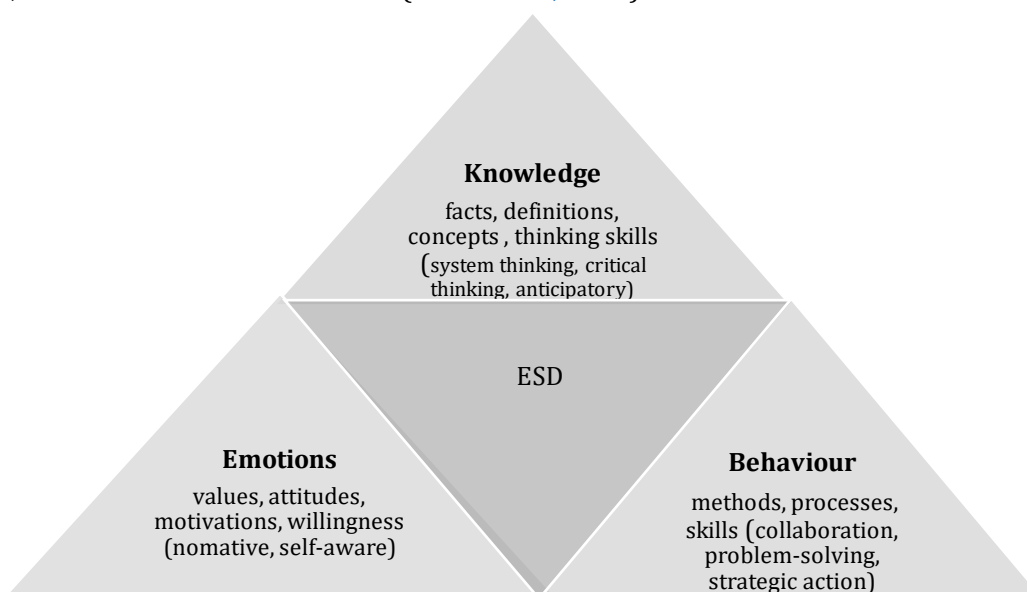 Knowledge
facts, definitions,
concepts , thinking skills
(system thinking, critical
thinking, anticipatory)
ESD
Emotions
values, attitudes,
motivations, willingness
(nomative, self-aware)
Behaviour
methods, processes,
skills (collaboration,
problem-solving,
strategic action)